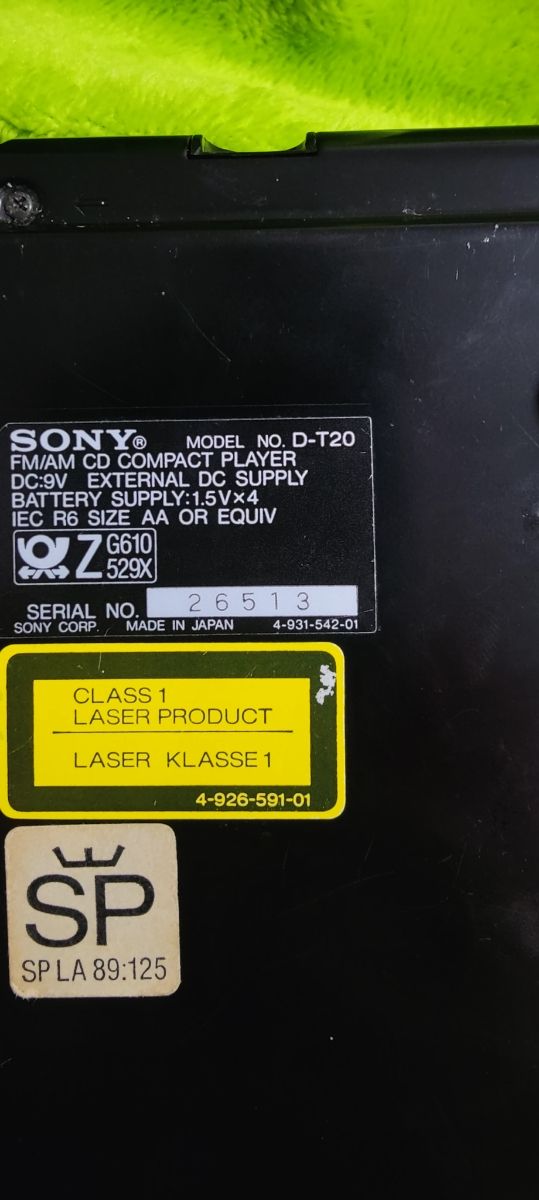 SONY® MODEL NO. D-T20
FM/AM CD COMPACT PLAYER
DC:9V EXTERNAL DC SUPPLY
BATTERY SUPPLY:1.5V×4
IEC R6 SIZE AA OR EQUIV
Z G610
529X
SERIAL NO. 26513
SONY CORP. MADE IN JAPAN 4-931-542-01
CLASS 1
LASER PRODUCT
LASER KLASSE 1
4-926-591-01
SP
SP LA 89:125